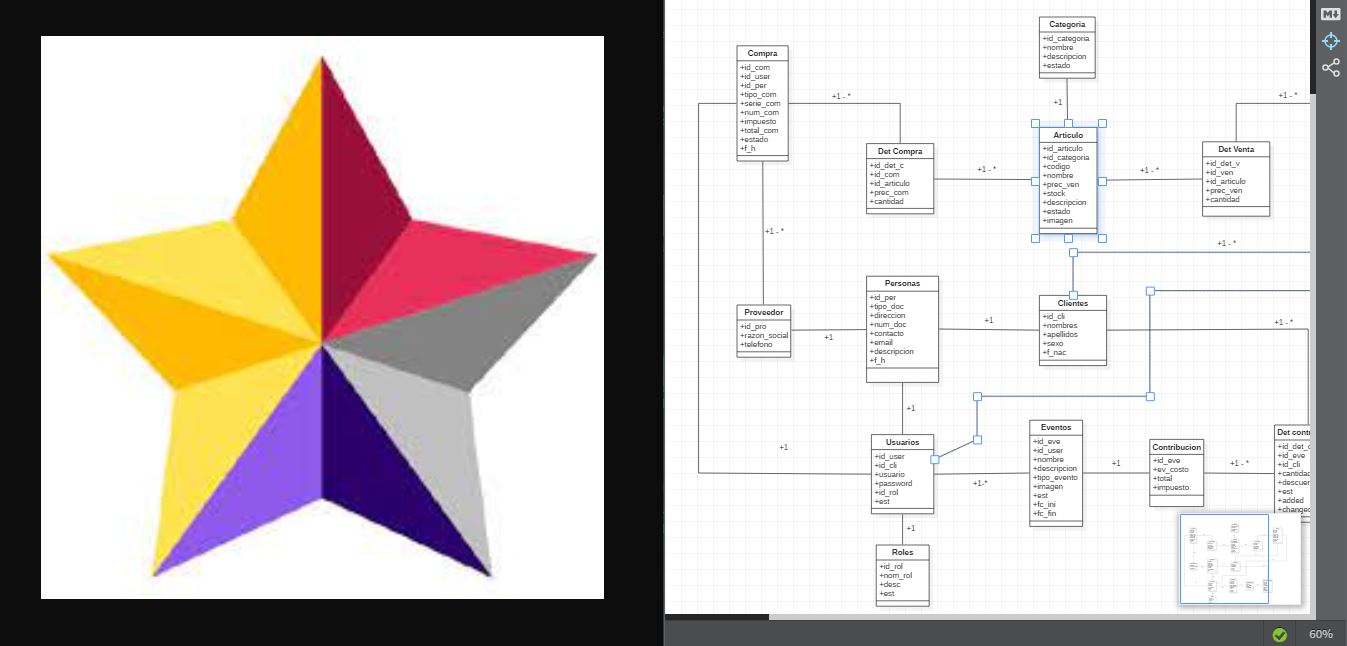 Categoria
+id_categoria
+nombre
+descripcion
+estado
Compra
+id_com
+id_user
+id_per
+tipo_com
+serie_com
+num_com
+impuesto
+total_com
+estado
+f_h
+1 - *
+1
+1 - *
Articulo
+id_articulo
+id_categoria
+codigo
+nombre
+prec_ven
+stock
+descripcion
+estado
+imagen
Det Compra
+id_det_c
+id_com
+id_articulo
+prec_com
+cantidad
+1 - *
+1 - *
Det Venta
+id_det_v
+id_ven
+id_articulo
+prec_ven
+cantidad
+1 - *
+1 - *
Proveedor
+id_pro
+razon_social
+telefono
+1
Personas
+id_per
+tipo_doc
+direccion
+num_doc
+contacto
+email
+descripcion
+f_h
+1
Clientes
+id_cli
+nombres
+apellidos
+sexo
+f_nac
+1 - *
+1
+1
Usuarios
+id_user
+id_cli
+usuario
+password
+id_rol
+est
+1-*
Eventos
+id_eve
+id_user
+nombre
+descripcion
+tipo_evento
+imagen
+est
+fc_ini
+fc_fin
+1
Contribucion
+id_eve
+ev_costo
+total
+impuesto
+1 - *
Det cont
+id_det_
+id_eve
+id_cli
+cantida
+descuer
+est
+added
+change
+1
Roles
+id_rol
+nom_rol
+desc
+est
60%